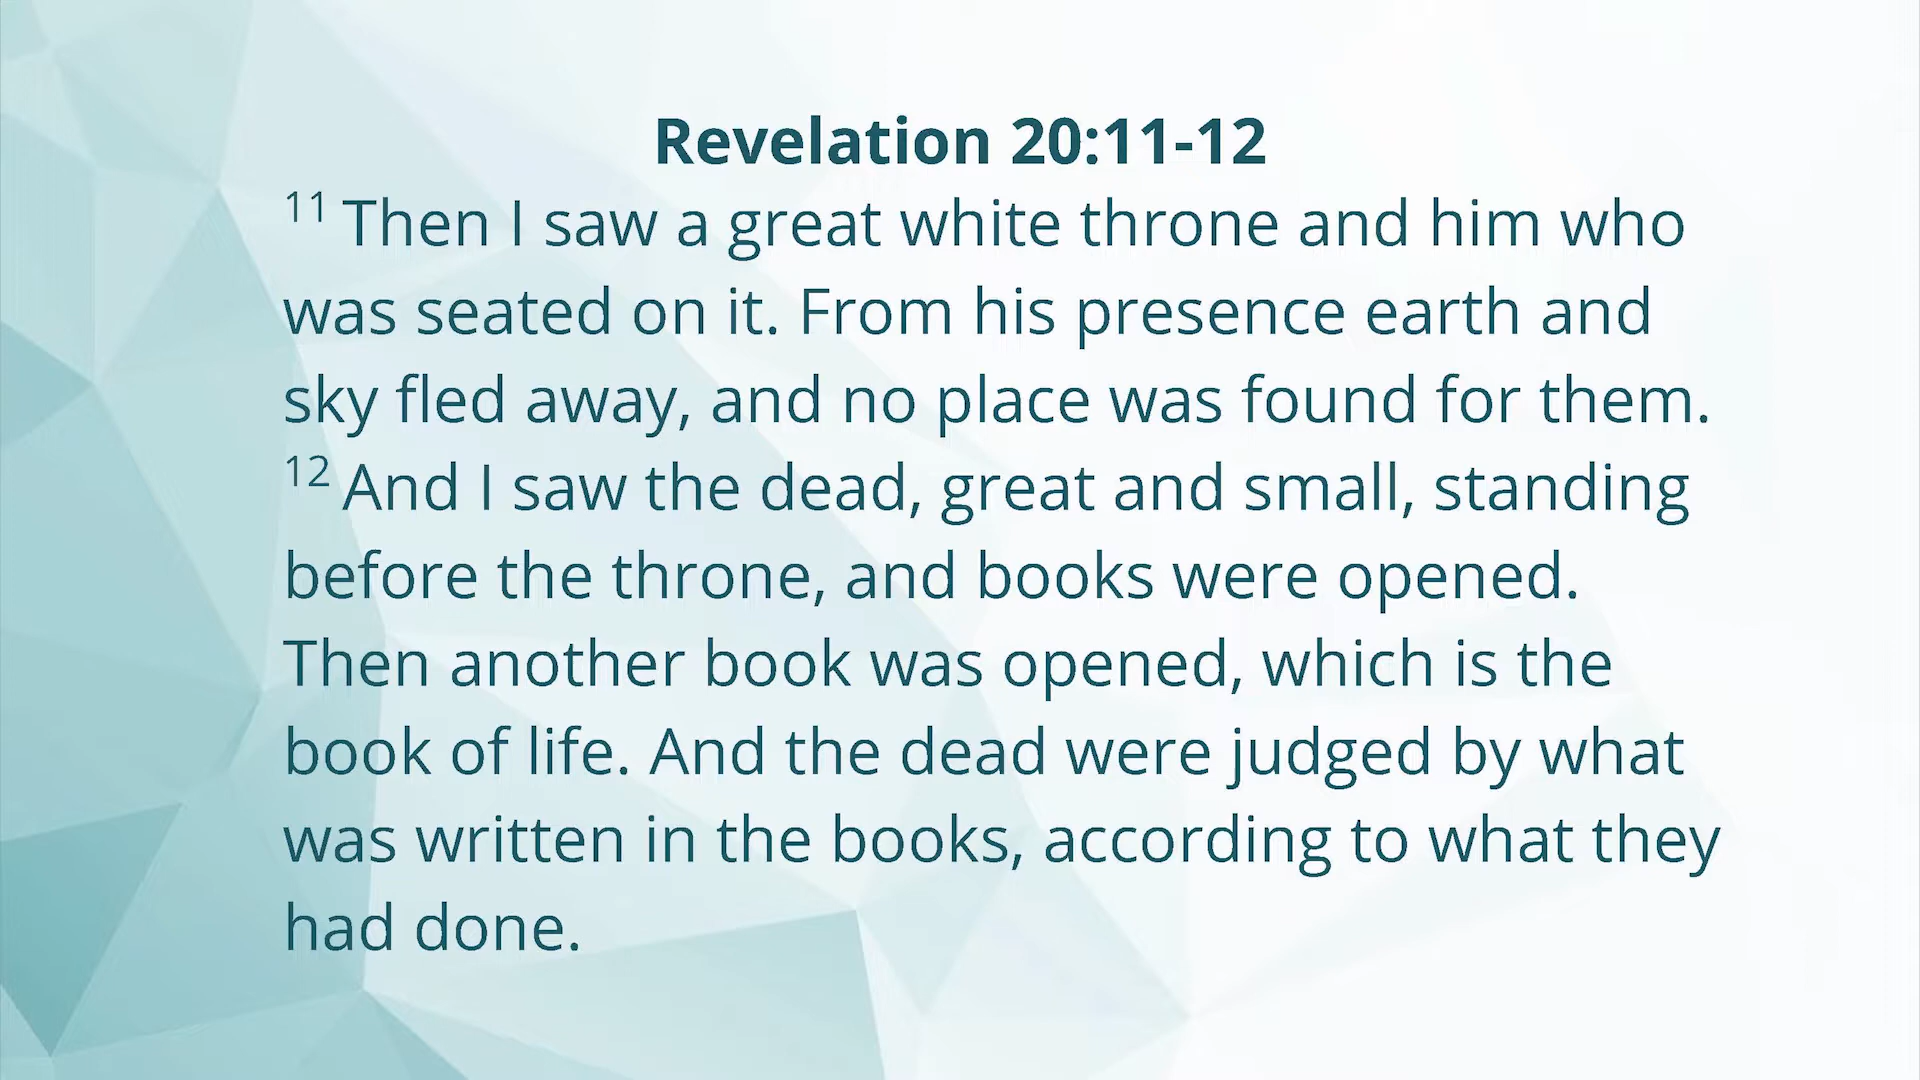 Revelation 20:11-12
11 Then I saw a great white throne and him who
was seated on it. From his presence earth and
sky fled away, and no place was found for them.
12 And I saw the dead, great and small, standing
before the throne, and books were opened.
Then another book was opened, which is the
book of life. And the dead were judged by what
was written in the books, according to what they
had done.